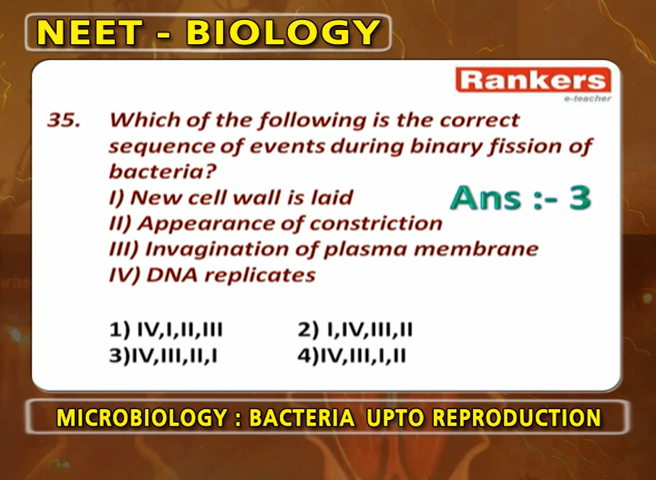 NEET - BIOLOGY
Rankers
e-teacher
35. Which of the following is the correct
sequence of events during binary fission of
bacteria?
I) New cell wall is laid
Ans :- 3
II) Appearance of constriction
III) Invagination of plasma membrane
IV) DNA replicates
1) IV,I,II,III 2) I,IV,III,II
3)IV,III,II,I 4)IV,III,I,II
MICROBIOLOGY : BACTERIA UPTO REPRODUCTION